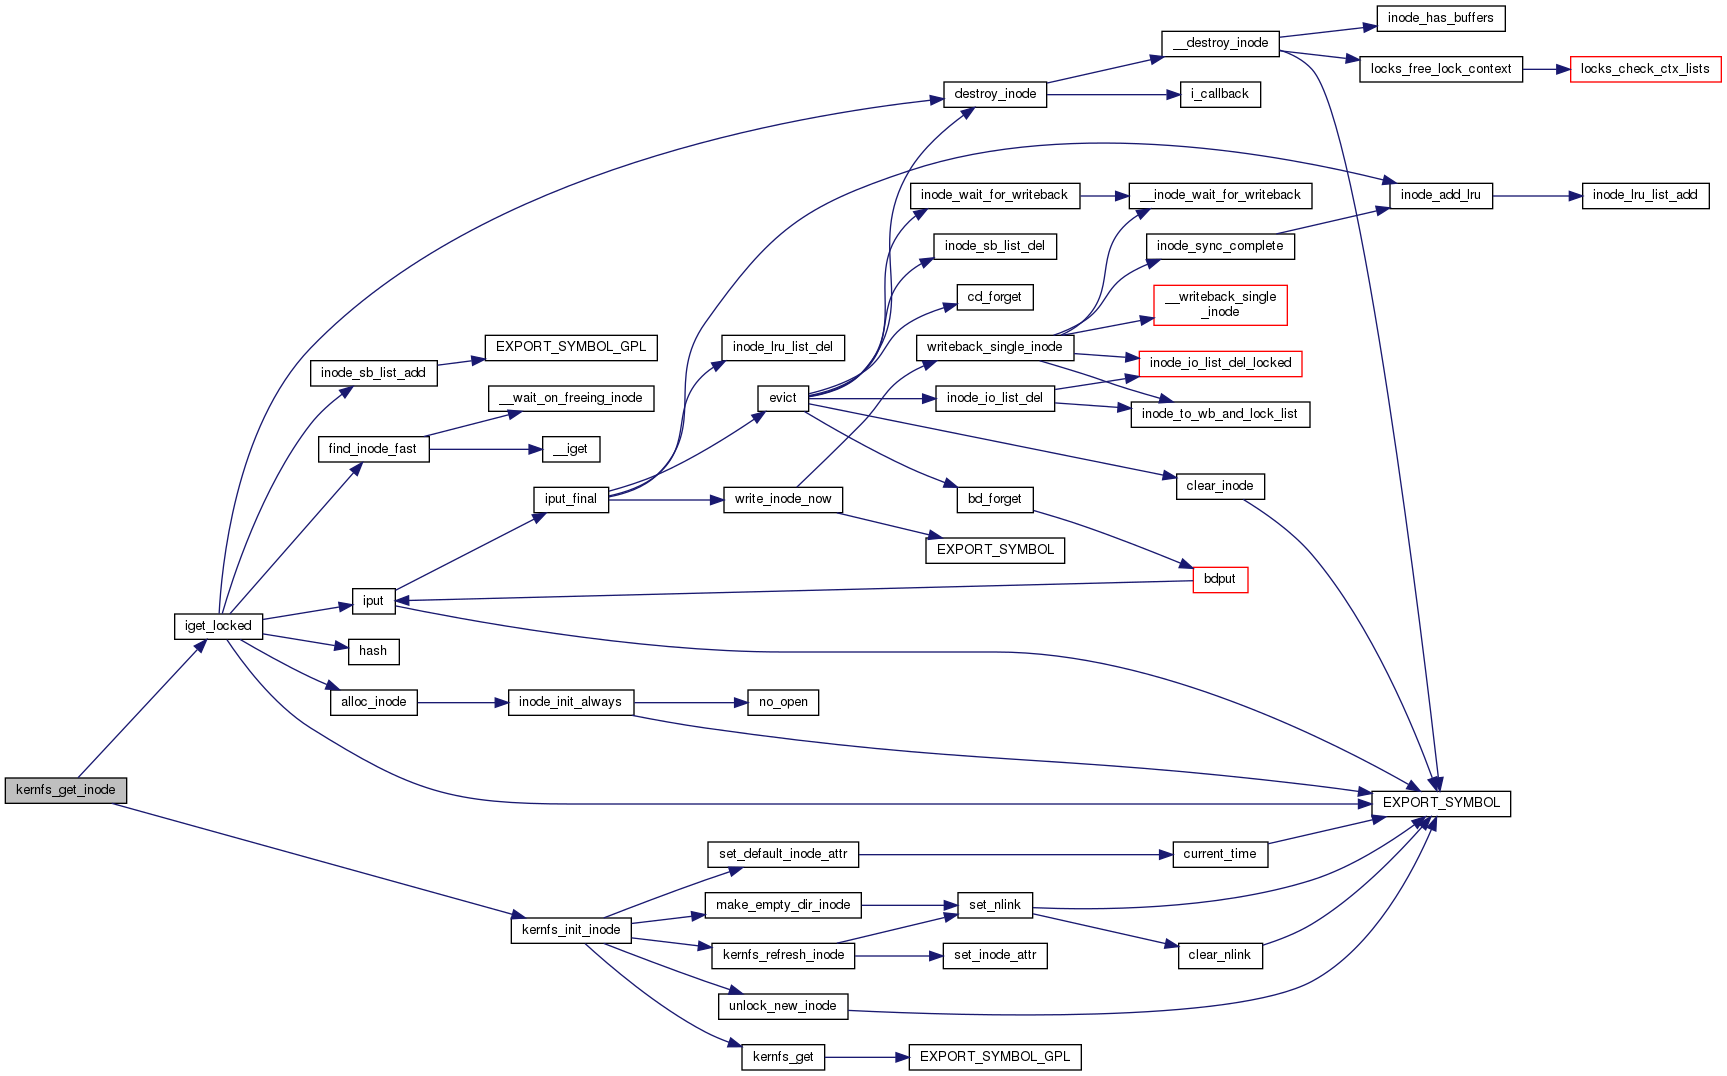 inode_has_buffers
__destroy_inode
locks_free_lock_context
locks_check_ctx_lists
destroy_inode
i_callback
inode_wait_for_writeback
__inode_wait_for_writeback
inode_add_lru
inode_lru_list_add
inode_sb_list_del
inode_sync_complete
cd_forget
__writeback_single
_inode
EXPORT_SYMBOL_GPL
inode_lru_list_del
writeback_single_inode
inode_io_list_del_locked
inode_sb_list_add
__wait_on_freeing_inode
evict
inode_io_list_del
inode_to_wb_and_lock_list
find_inode_fast
__iget
clear_inode
iput_final
write_inode_now
bd_forget
EXPORT_SYMBOL
bdput
iput
iget_locked
hash
alloc_inode
inode_init_always
no_open
kernfs_get_inode
EXPORT_SYMBOL
set_default_inode_attr
current_time
make_empty_dir_inode
set_nlink
kernfs_init_inode
kernfs_refresh_inode
set_inode_attr
clear_nlink
unlock_new_inode
kernfs_get
EXPORT_SYMBOL_GPL